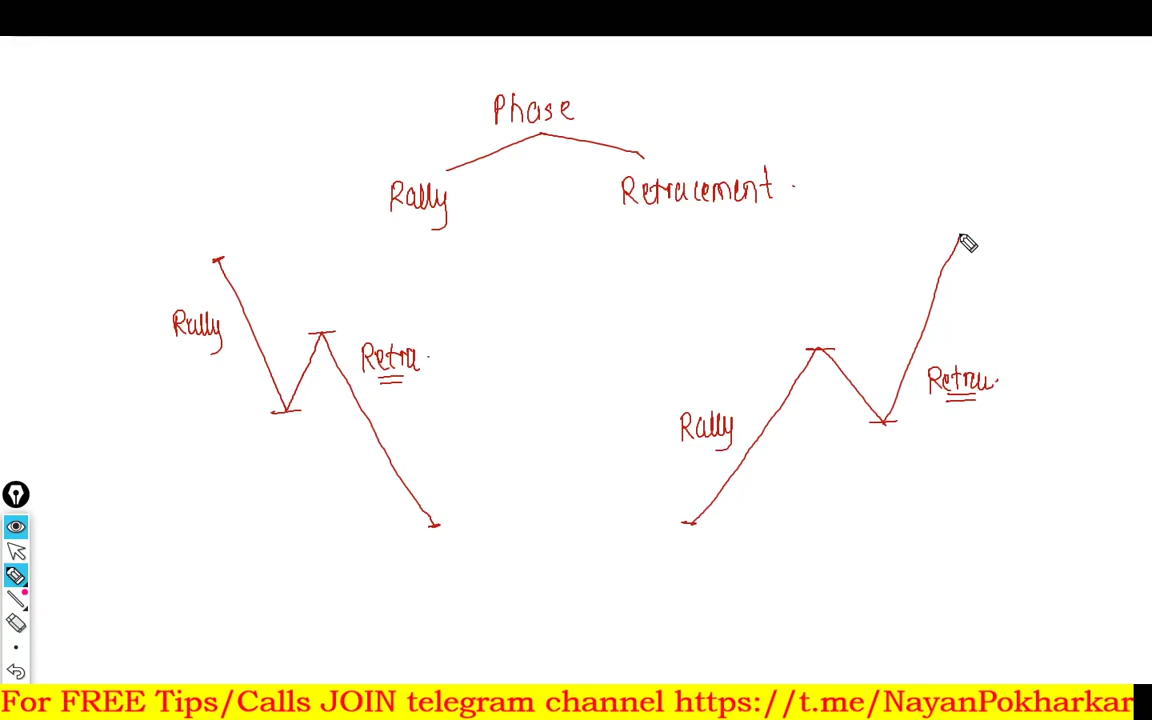 Phase
Rally
Retracement.
Rally
Retra.
Retra.
Rally
For FREE Tips/Calls JOIN telegram channel https://t.me/NayanPokharkar